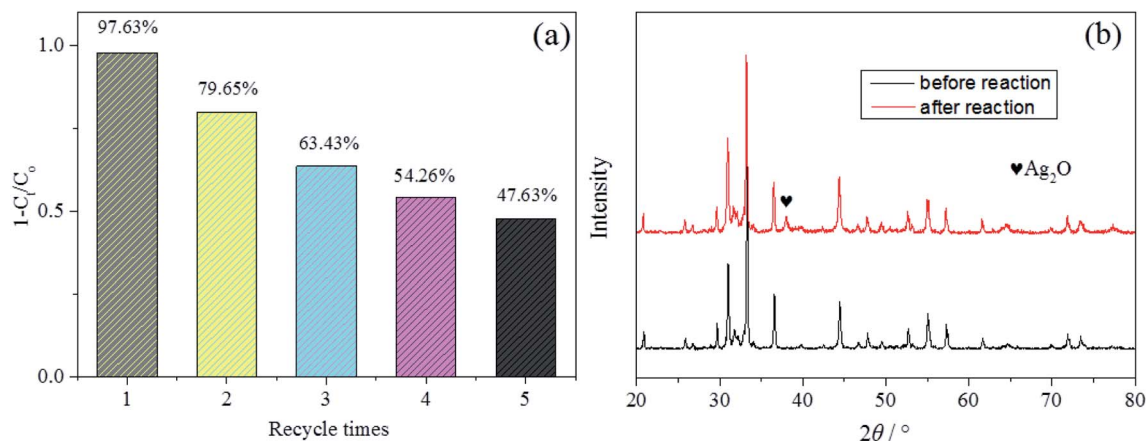 (a)
1.0
0.5
0.0
1-Ct/Co
97.63%
79.65%
63.43%
54.26%
47.63%
1 2 3 4 5
Recycle times
(b)
before reaction
after reaction
♥Ag₂O
♥
Intensity
20 30 40 50 60 70 80
2θ / °